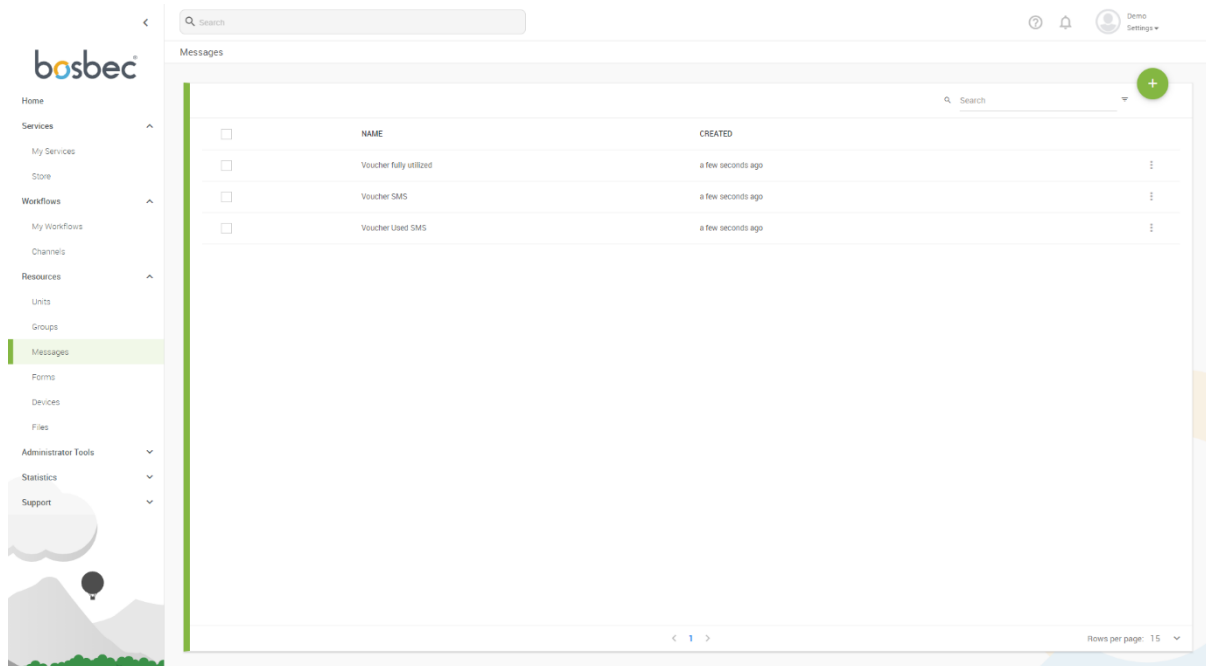 Search
Demo
Settings
bosbec
Messages
Home
Services
My Services
Store
Workflows
My Workflows
Channels
Resources
Units
Groups
Messages
Forms
Devices
Files
Administrator Tools
Statistics
Support
Search
NAME CREATED
Voucher fully utilized a few seconds ago
Voucher SMS a few seconds ago
Voucher Used SMS a few seconds ago
1
Rows per page: 15